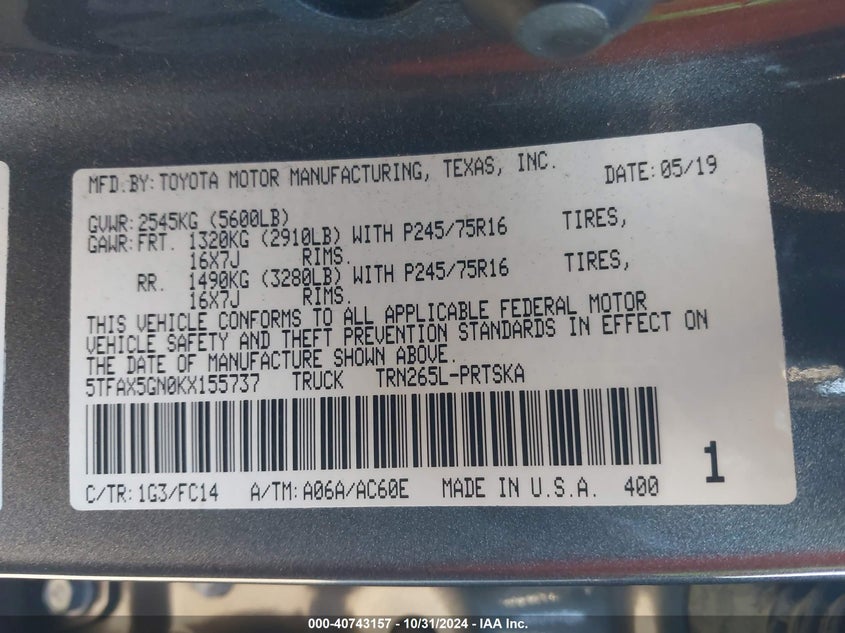 MFD.BY:TOYOTA MOTOR MANUFACTURING, TEXAS, INC. DATE:05/19
GVWR:2545KG (5600LB)
GAWR:FRT. 1320KG (2910LB) WITH P245/75R16 TIRES,
16X7J RIMS.
RR. 1490KG (3280LB) WITH P245/75R16 TIRES,
16X7J RIMS.
THIS VEHICLE CONFORMS TO ALL APPLICABLE FEDERAL MOTOR
VEHICLE SAFETY AND THEFT PREVENTION STANDARDS IN EFFECT ON
THE DATE OF MANUFACTURE SHOWN ABOVE.
5TFAX5GN0KX155737 TRUCK TRN265L-PRTSKA
C/TR:1G3/FC14 A/TM:A06A/AC60E MADE IN U.S.A. 400 1
000-40743157 - 10/31/2024 - © IAA Inc.